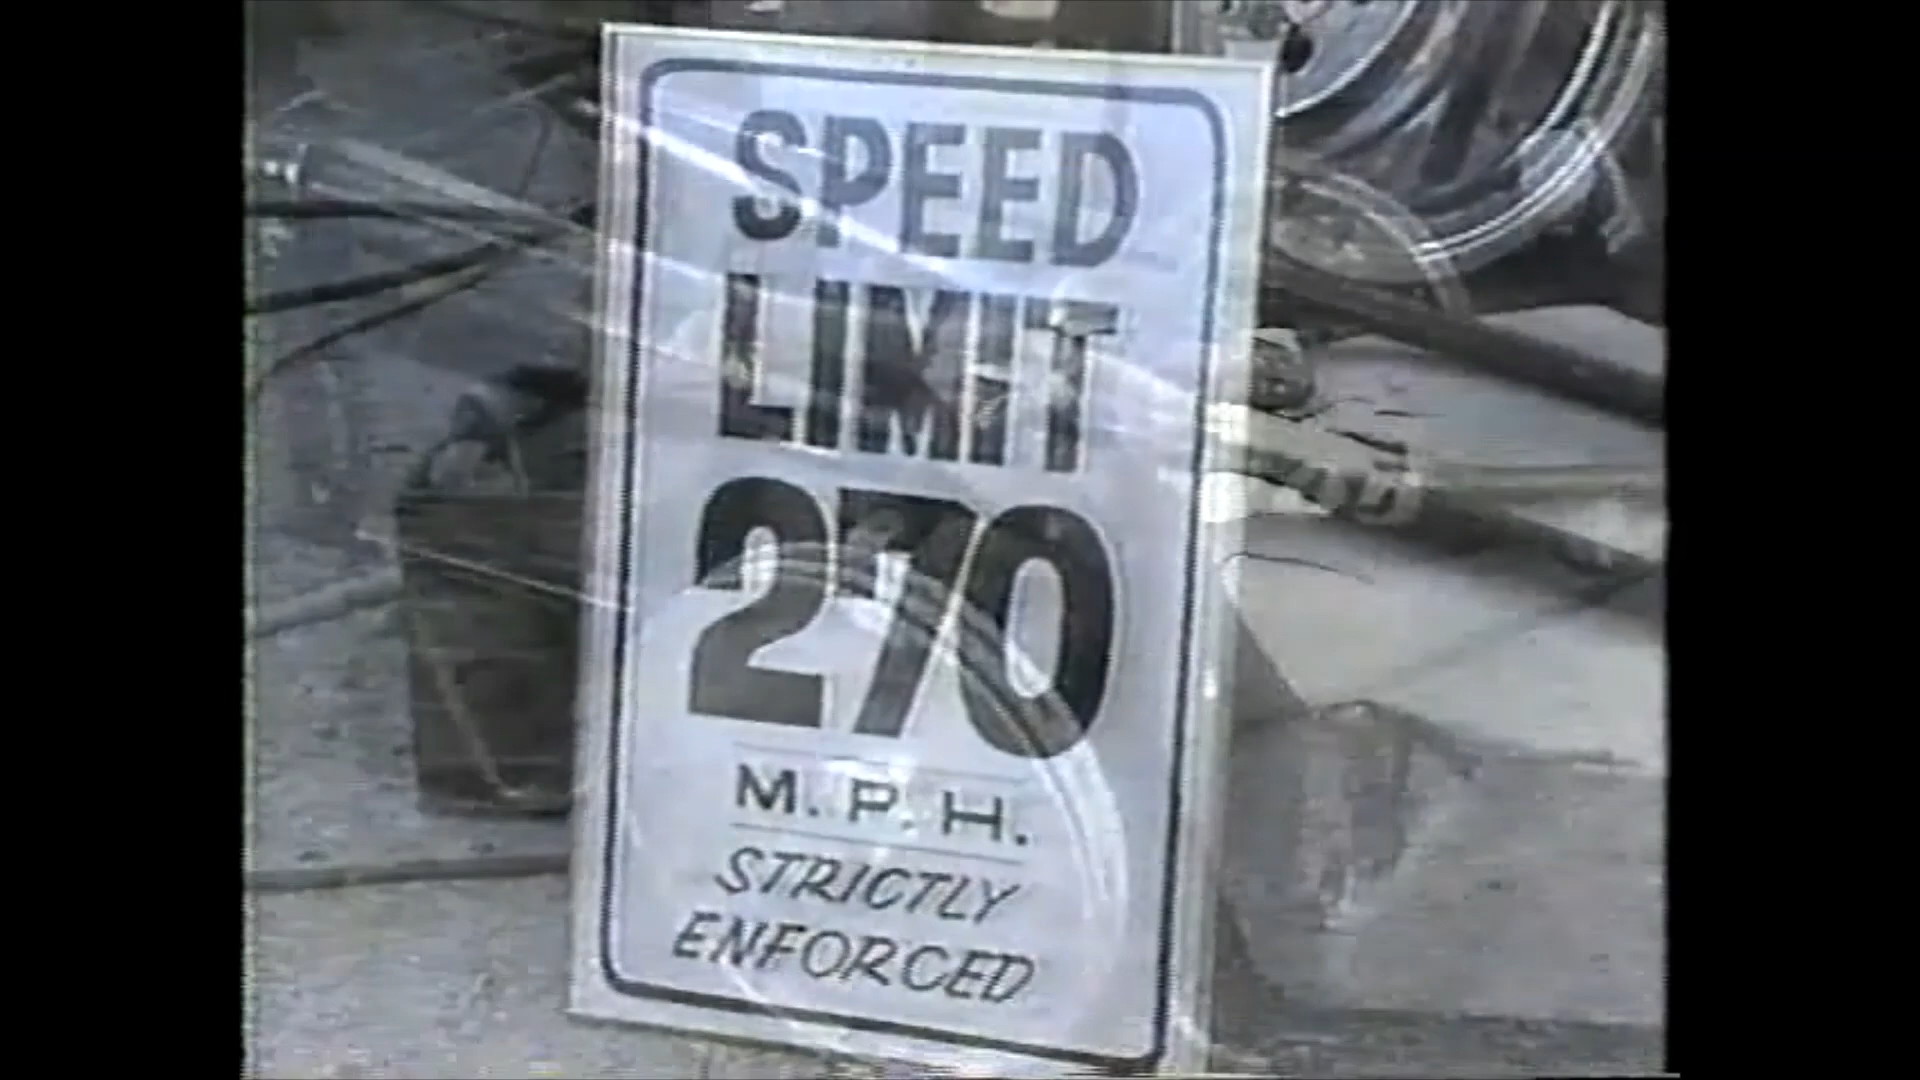 SPEED
LIMIT
270
M. P. H.
STRICTLY
ENFORCED